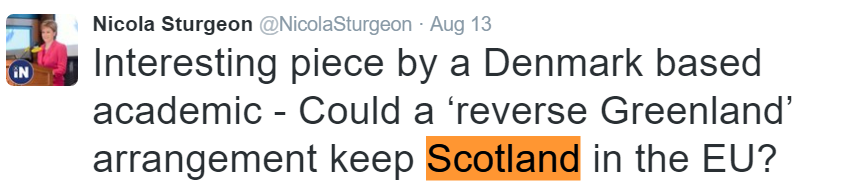 Nicola Sturgeon @NicolaSturgeon · Aug 13
iN
Interesting piece by a Denmark based
academic - Could a ‘reverse Greenland’
arrangement keep Scotland in the EU?